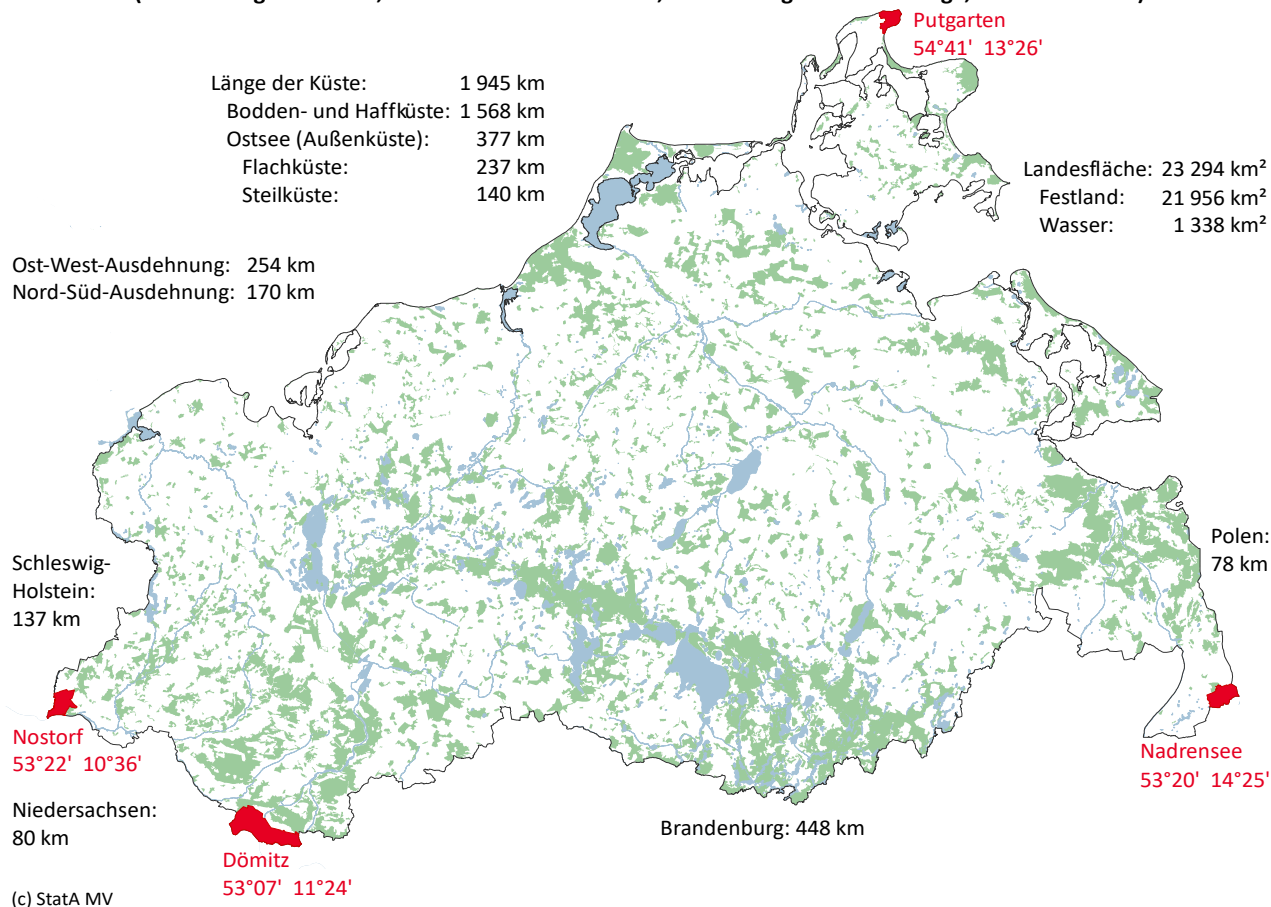 Putgarten
54°41' 13°26'
Länge der Küste: 1 945 km
Bodden- und Haffküste: 1 568 km
Ostsee (Außenküste): 377 km
Flachküste: 237 km
Steilküste: 140 km
Landesfläche: 23 294 km²
Festland: 21 956 km²
Wasser: 1 338 km²
Ost-West-Ausdehnung: 254 km
Nord-Süd-Ausdehnung: 170 km
Schleswig-
Holstein:
137 km
Polen:
78 km
Nostorf
53°22' 10°36'
Nadrensee
53°20' 14°25'
Niedersachsen:
80 km
Brandenburg: 448 km
Dömitz
53°07' 11°24'
(c) StatA MV